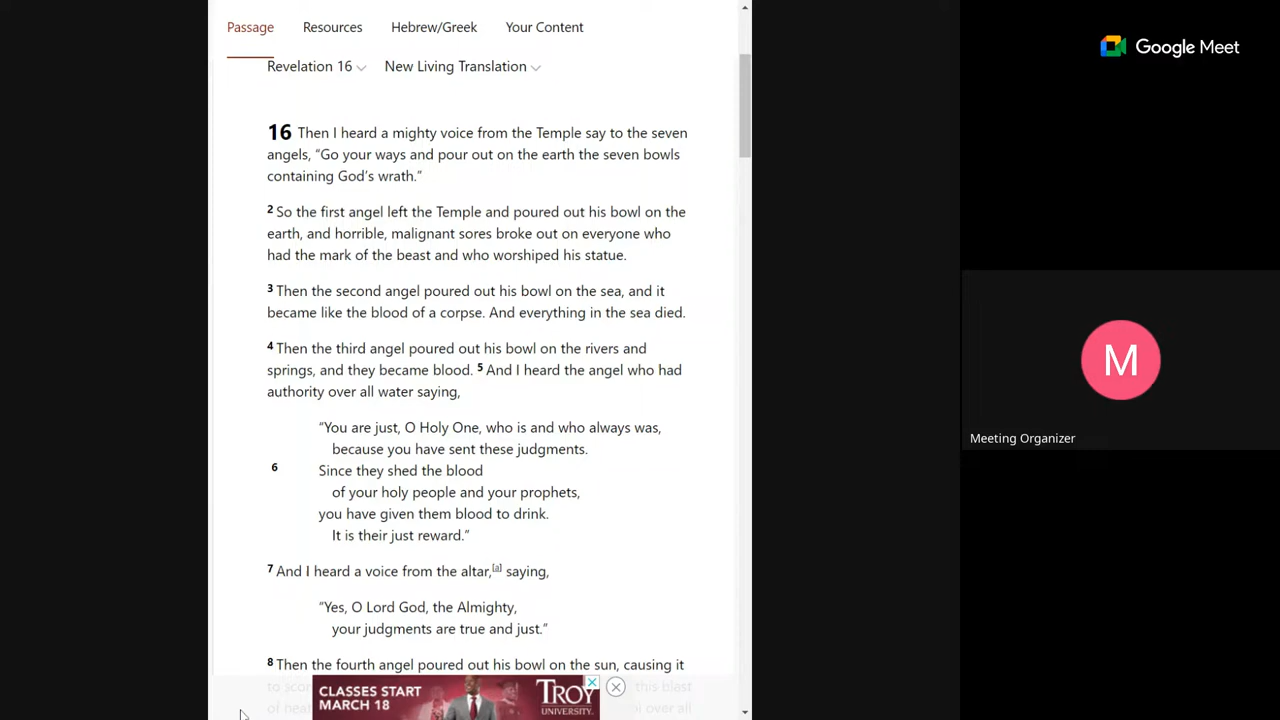 Passage Resources Hebrew/Greek Your Content
Google Meet
Revelation 16 New Living Translation
16 Then I heard a mighty voice from the Temple say to the seven
angels, “Go your ways and pour out on the earth the seven bowls
containing God’s wrath.”
2 So the first angel left the Temple and poured out his bowl on the
earth, and horrible, malignant sores broke out on everyone who
had the mark of the beast and who worshiped his statue.
3 Then the second angel poured out his bowl on the sea, and it
became like the blood of a corpse. And everything in the sea died.
4 Then the third angel poured out his bowl on the rivers and
springs, and they became blood. 5 And I heard the angel who had
authority over all water saying,
“You are just, O Holy One, who is and who always was,
because you have sent these judgments.
6 Since they shed the blood
of your holy people and your prophets,
you have given them blood to drink.
It is their just reward.”
7 And I heard a voice from the altar,[a] saying,
“Yes, O Lord God, the Almighty,
your judgments are true and just.”
8 Then the fourth angel poured out his bowl on the sun, causing it
this blast
of hea
CLASSES START
MARCH 18
TROY
UNIVERSITY
M
Meeting Organizer